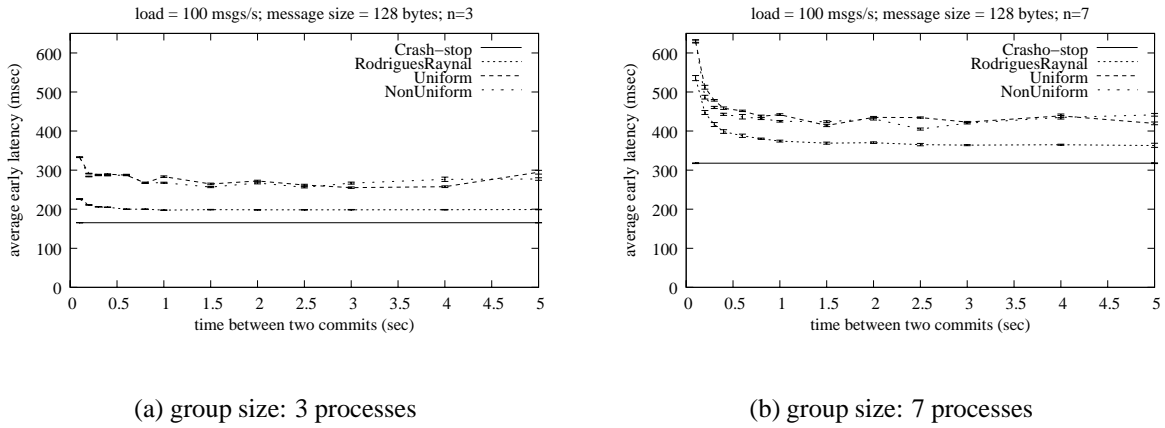 load = 100 msgs/s; message size = 128 bytes; n=3
average early latency (msec)
600
500
400
300
200
100
0
Crash-stop
RodriguesRaynal
Uniform
NonUniform
0 0.5 1 1.5 2 2.5 3 3.5 4 4.5 5
time between two commits (sec)
(a) group size: 3 processes
load = 100 msgs/s; message size = 128 bytes; n=7
average early latency (msec)
600
500
400
300
200
100
0
Crasho-stop
RodriguesRaynal
Uniform
NonUniform
0 0.5 1 1.5 2 2.5 3 3.5 4 4.5 5
time between two commits (sec)
(b) group size: 7 processes